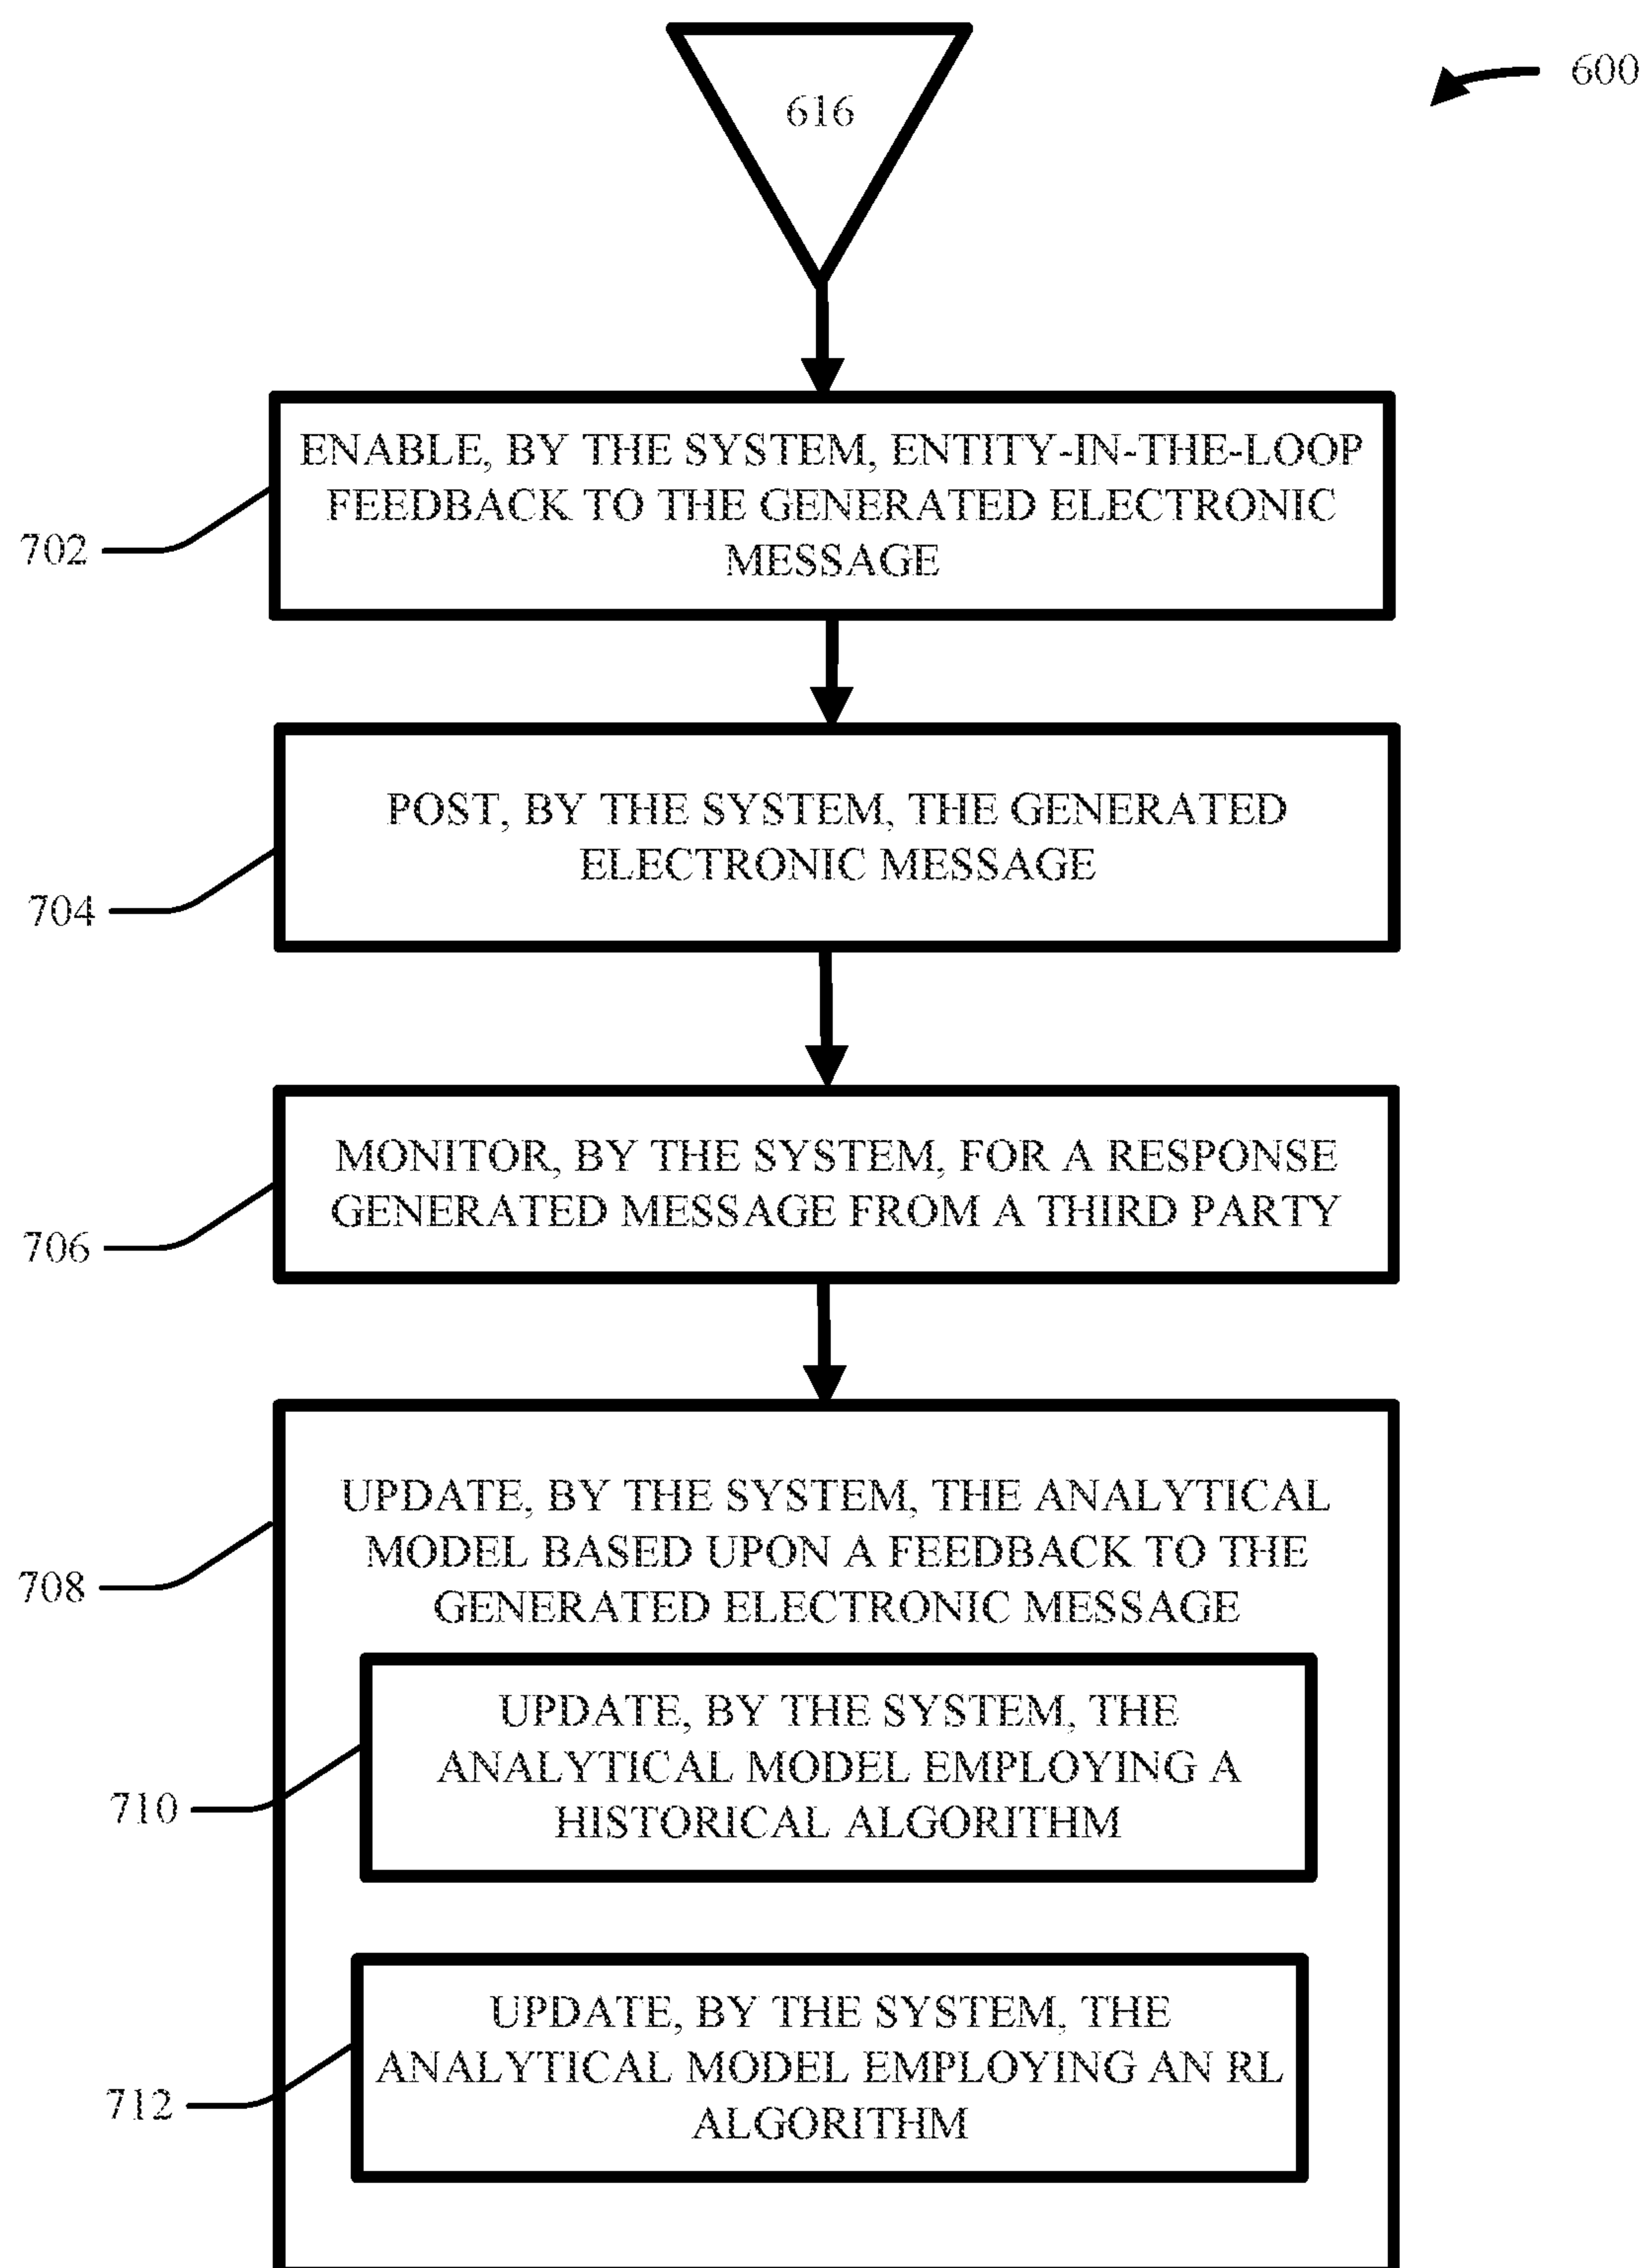 600
616
ENABLE, BY THE SYSTEM, ENTITY-IN-THE-LOOP
FEEDBACK TO THE GENERATED ELECTRONIC
MESSAGE
702
POST, BY THE SYSTEM, THE GENERATED
ELECTRONIC MESSAGE
704
MONITOR, BY THE SYSTEM, FOR A RESPONSE
GENERATED MESSAGE FROM A THIRD PARTY
706
UPDATE, BY THE SYSTEM, THE ANALYTICAL
MODEL BASED UPON A FEEDBACK TO THE
GENERATED ELECTRONIC MESSAGE
708
UPDATE, BY THE SYSTEM, THE
ANALYTICAL MODEL EMPLOYING A
HISTORICAL ALGORITHM
710
UPDATE, BY THE SYSTEM, THE
ANALYTICAL MODEL EMPLOYING AN RL
ALGORITHM
712